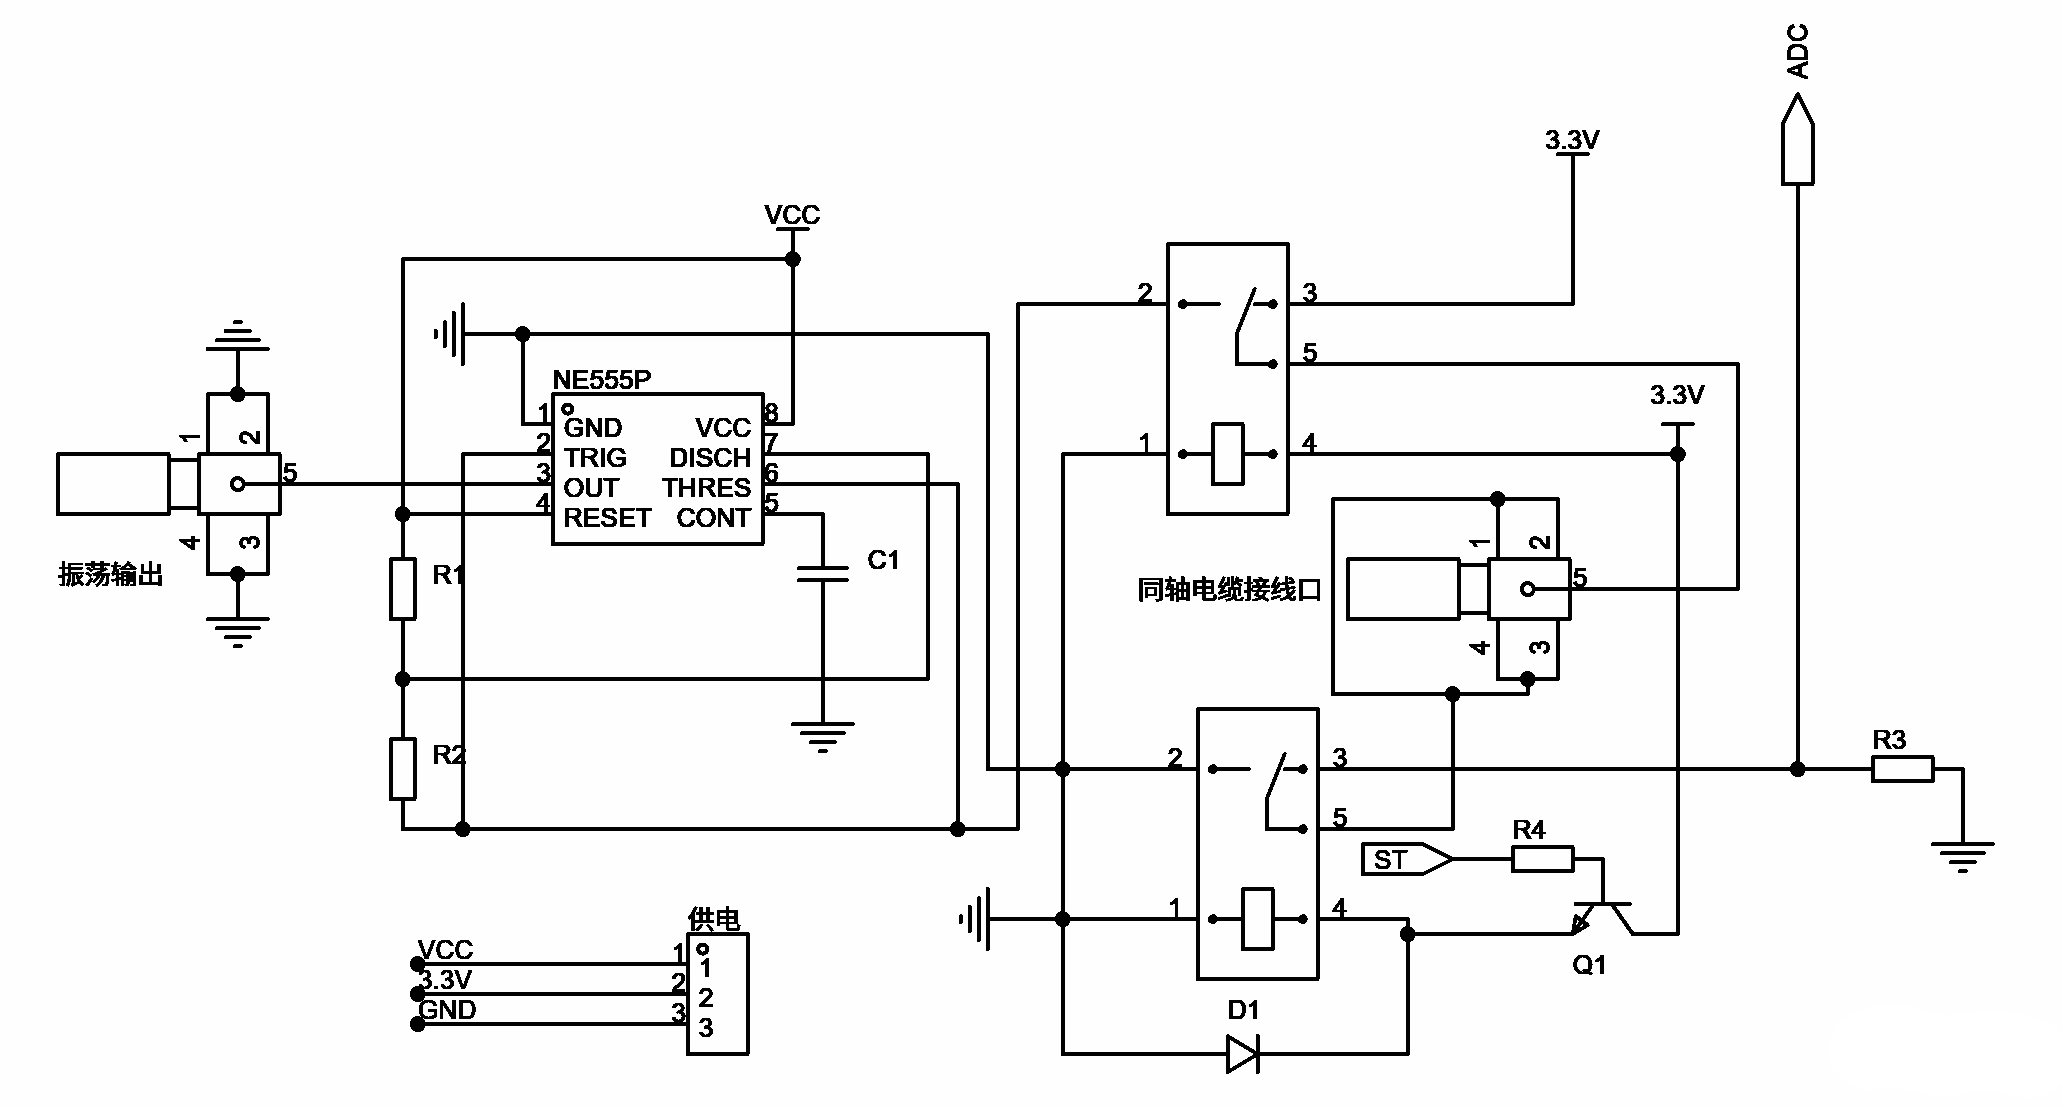 ADC
3.3V
VCC
2
3
NE555P
5
3.3V
1
GND
VCC
8
2
TRIG
DISCH
7
3
OUT
THRES
6
4
RESET
CONT
5
1
2
5
4
3
振荡输出
R1
C1
1
4
同轴电缆接线口
1
2
5
4
3
R2
2
3
R3
5
R4
ST
1
4
Q1
供电
VCC
1
1
3.3V
2
2
GND
3
3
D1